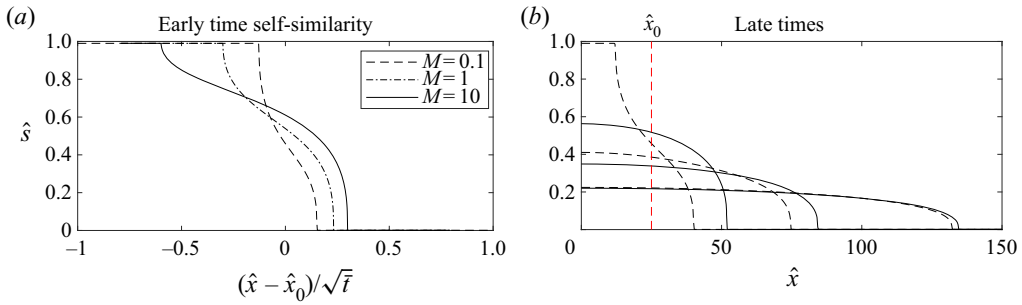 (a) Early time self-similarity
1.0
0.8
0.6
0.4
0.2
0
ŝ
M = 0.1
M = 1
M = 10
–1 –0.5 0 0.5 1.0
(x̂ – x̂₀)/√t̄
(b) x̂₀ Late times
1.0
0.8
0.6
0.4
0.2
0 50 100 150
x̂